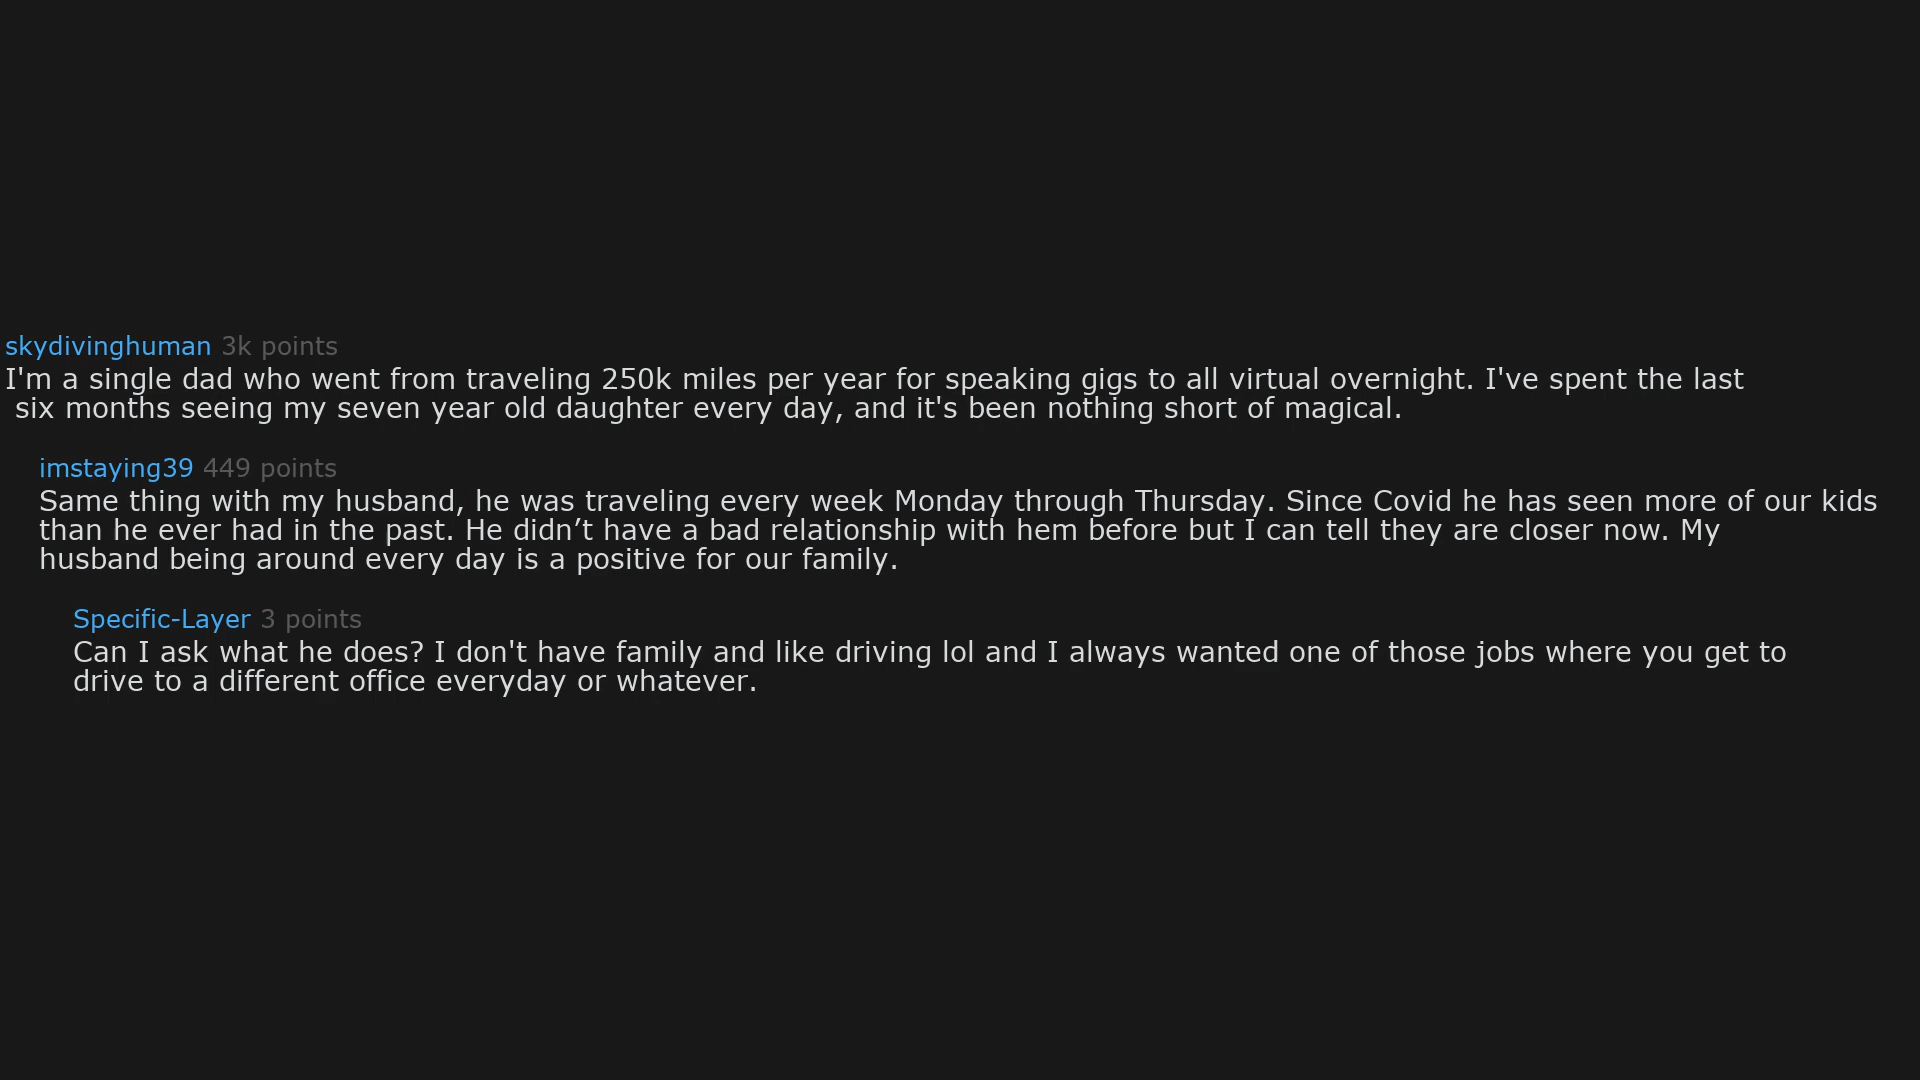 skydivinghuman 3k points
I'm a single dad who went from traveling 250k miles per year for speaking gigs to all virtual overnight. I've spent the last
six months seeing my seven year old daughter every day, and it's been nothing short of magical.
imstaying39 449 points
Same thing with my husband, he was traveling every week Monday through Thursday. Since Covid he has seen more of our kids
than he ever had in the past. He didn’t have a bad relationship with hem before but I can tell they are closer now. My
husband being around every day is a positive for our family.
Specific-Layer 3 points
Can I ask what he does? I don't have family and like driving lol and I always wanted one of those jobs where you get to
drive to a different office everyday or whatever.